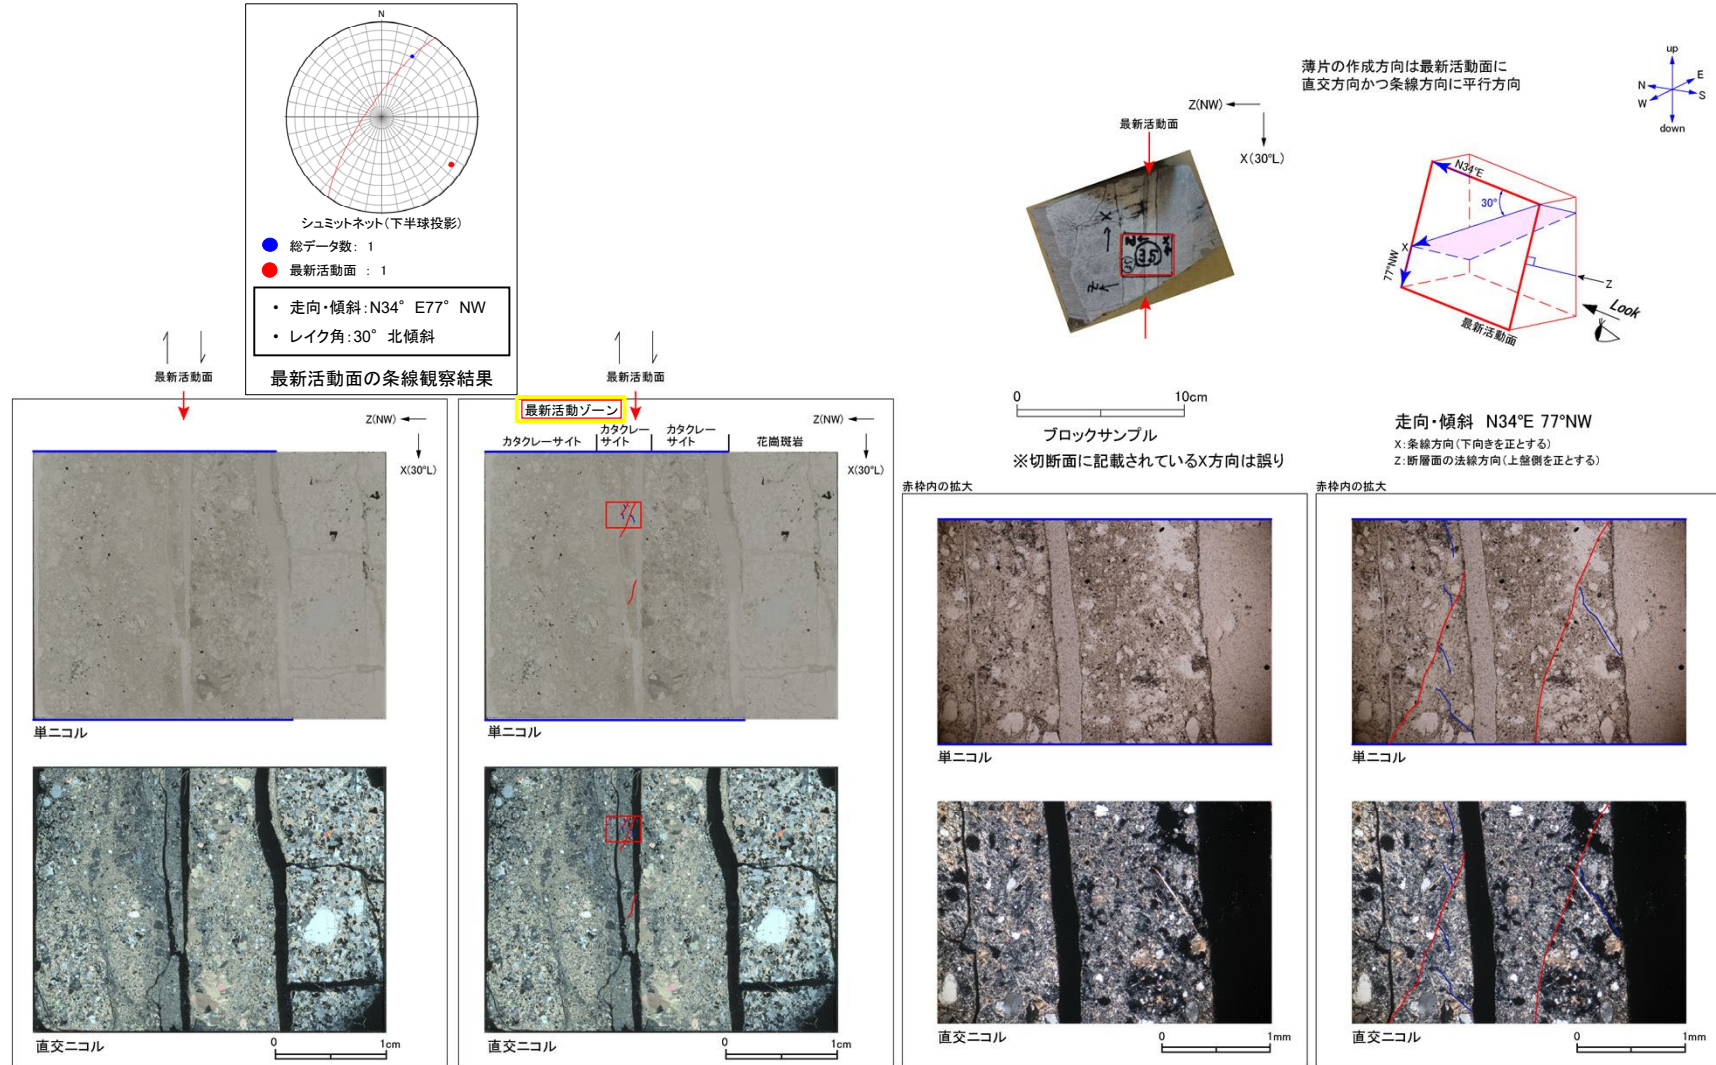 N
シュミットネット(下半球投影)
総データ数: 1
最新活動面 : 1
・ 走向・傾斜:N34° E77° NW
・ レイク角:30° 北傾斜
最新活動面の条線観察結果
最新活動面
Z(NW)
X(30°L)
単ニコル
直交ニコル
0 1cm
最新活動面
最新活動ゾーン
Z(NW)
カタクレーサイト
カタクレー
サイト
カタクレー
サイト
花崗斑岩
X(30°L)
単ニコル
直交ニコル
0 1cm
Z(NW)
最新活動面
X(30°L)
X
Z
X
35
Z
0 10cm
ブロックサンプル
※切断面に記載されているX方向は誤り
薄片の作成方向は最新活動面に
直交方向かつ条線方向に平行方向
up
N
E
W
S
down
N34°E
30°
X
77°NW
Z
Look
最新活動面
走向・傾斜 N34°E 77°NW
X:条線方向(下向きを正とする)
Z:断層面の法線方向(上盤側を正とする)
赤枠内の拡大
単ニコル
直交ニコル
0 1mm
赤枠内の拡大
単ニコル
直交ニコル
0 1mm